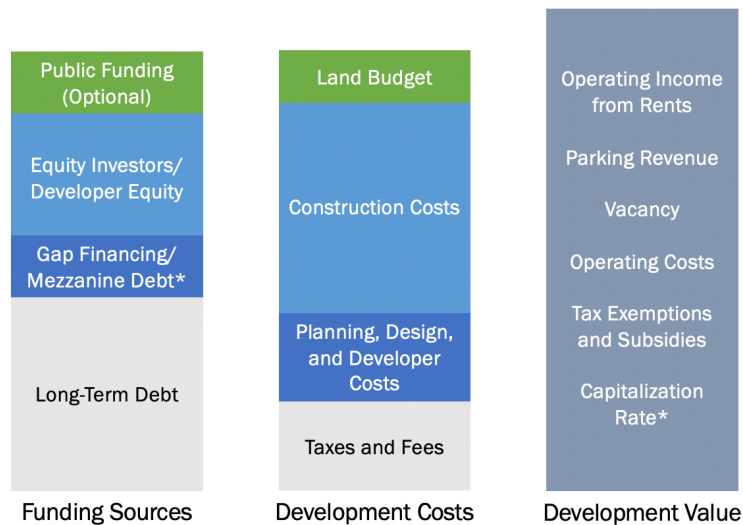 Public Funding
(Optional)
Equity Investors/
Developer Equity
Gap Financing/
Mezzanine Debt*
Long-Term Debt
Funding Sources
Land Budget
Construction Costs
Planning, Design,
and Developer
Costs
Taxes and Fees
Development Costs
Operating Income
from Rents
Parking Revenue
Vacancy
Operating Costs
Tax Exemptions
and Subsidies
Capitalization
Rate*
Development Value